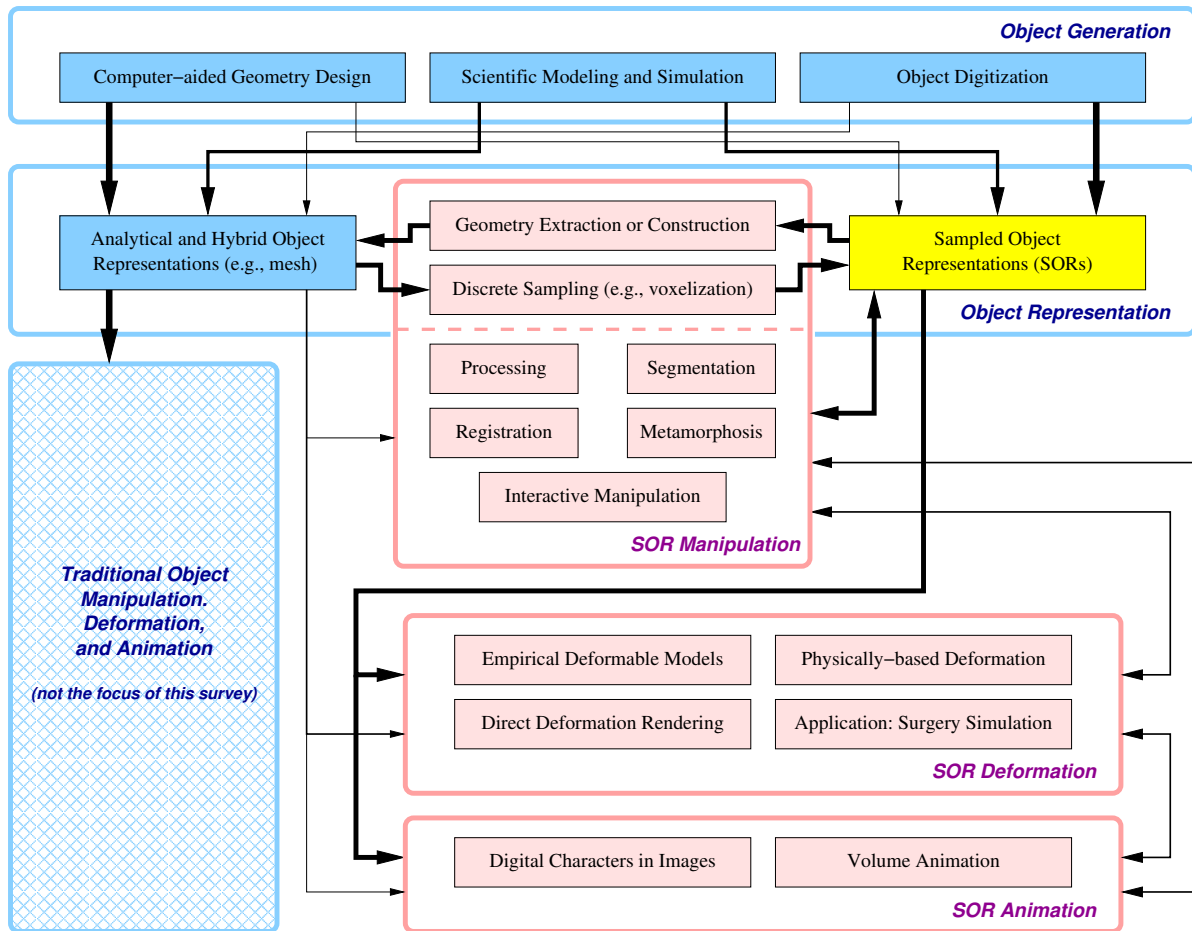 Object Generation
Computer−aided Geometry Design
Scientific Modeling and Simulation
Object Digitization
Geometry Extraction or Construction
Analytical and Hybrid Object
Representations (e.g., mesh)
Sampled Object
Representations (SORs)
Discrete Sampling (e.g., voxelization)
Object Representation
Processing
Segmentation
Registration
Metamorphosis
Interactive Manipulation
SOR Manipulation
Traditional Object
Manipulation.
Deformation,
and Animation
(not the focus of this survey)
Empirical Deformable Models
Physically−based Deformation
Direct Deformation Rendering
Application: Surgery Simulation
SOR Deformation
Digital Characters in Images
Volume Animation
SOR Animation